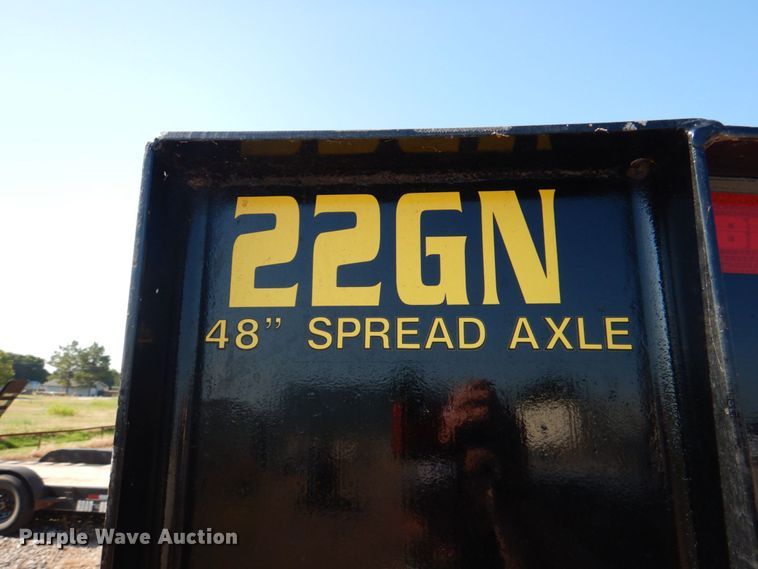 22GN
48” SPREAD AXLE
Purple Wave Auction